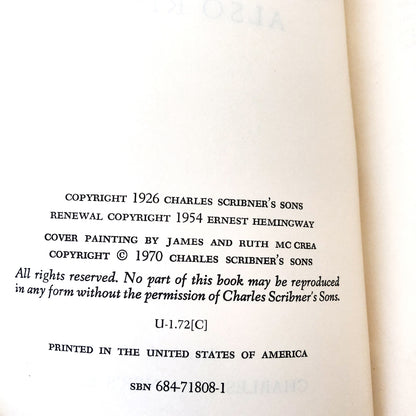 COPYRIGHT 1926 CHARLES SCRIBNER'S SONS
RENEWAL COPYRIGHT 1954 ERNEST HEMINGWAY
COVER PAINTING BY JAMES AND RUTH MC CREA
COPYRIGHT © 1970 CHARLES SCRIBNER'S SONS
All rights reserved. No part of this book may be reproduced
in any form without the permission of Charles Scribner's Sons.
U-1.72[C]
PRINTED IN THE UNITED STATES OF AMERICA
SBN 684-71808-1